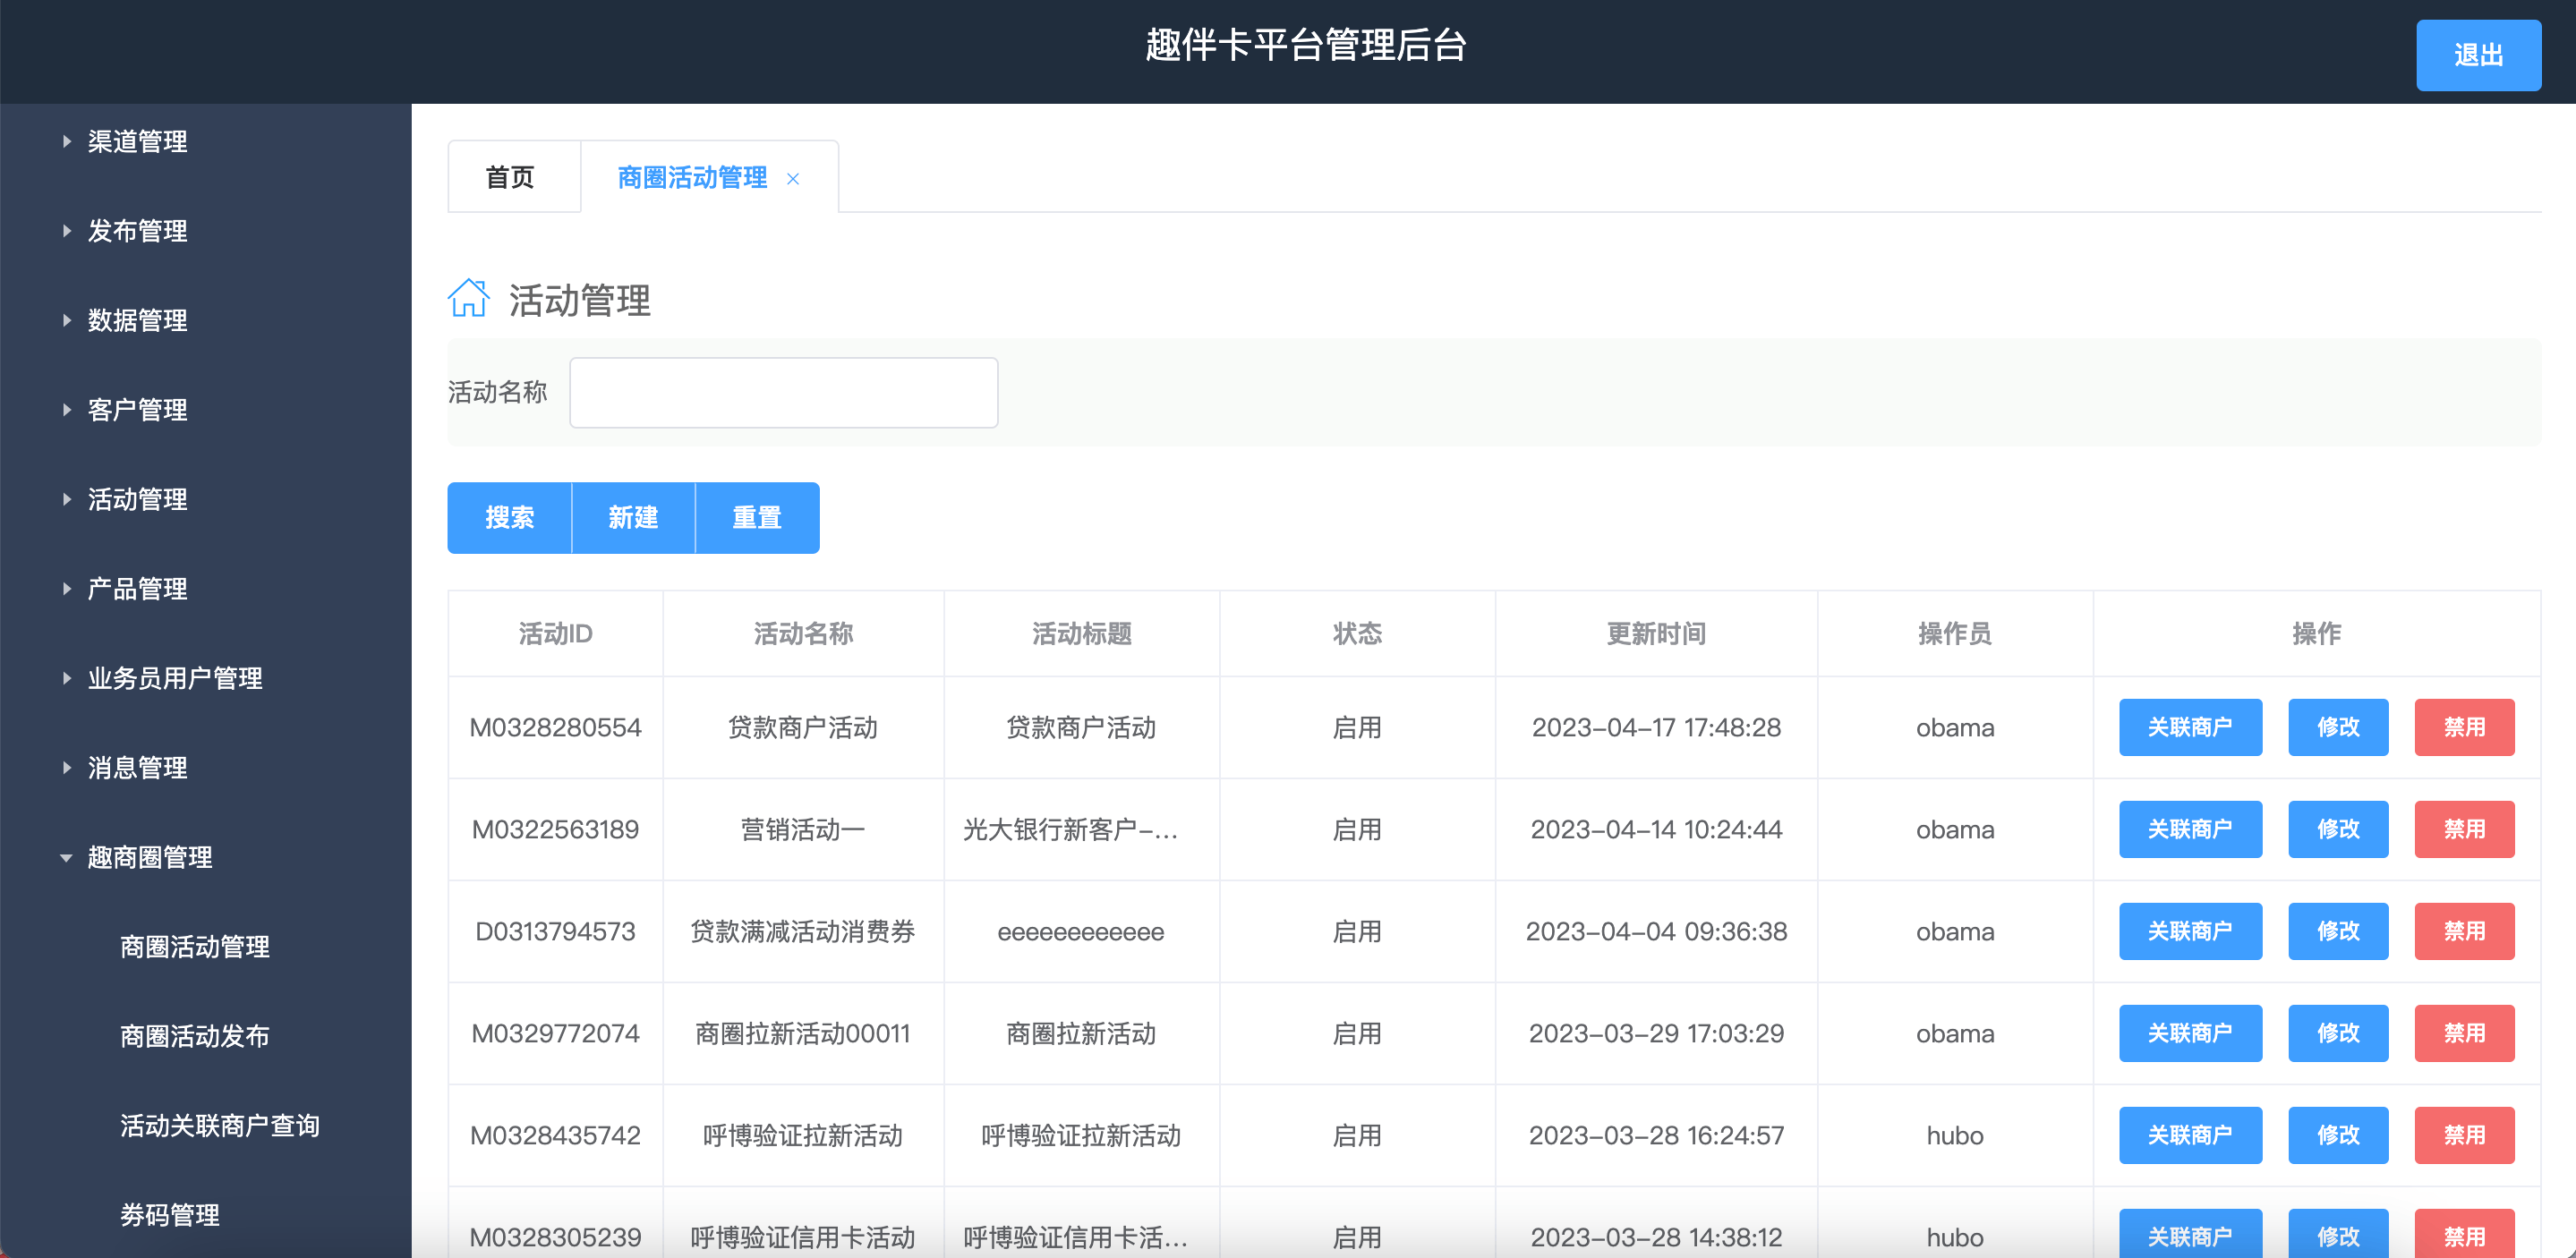 趣伴卡平台管理后台
退出
渠道管理
发布管理
数据管理
客户管理
活动管理
产品管理
业务员用户管理
消息管理
趣商圈管理
商圈活动管理
商圈活动发布
活动关联商户查询
券码管理
首页 商圈活动管理 ×
活动管理
活动名称
搜索 新建 重置
活动ID 活动名称 活动标题 状态 更新时间 操作员 操作
M0328280554 贷款商户活动 贷款商户活动 启用 2023-04-17 17:48:28 obama 关联商户 修改 禁用
M0322563189 营销活动一 光大银行新客户-... 启用 2023-04-14 10:24:44 obama 关联商户 修改 禁用
D0313794573 贷款满减活动消费券 eeeeeeeeeeee 启用 2023-04-04 09:36:38 obama 关联商户 修改 禁用
M0329772074 商圈拉新活动00011 商圈拉新活动 启用 2023-03-29 17:03:29 obama 关联商户 修改 禁用
M0328435742 呼博验证拉新活动 呼博验证拉新活动 启用 2023-03-28 16:24:57 hubo 关联商户 修改 禁用
M0328305239 呼博验证信用卡活动 呼博验证信用卡活... 启用 2023-03-28 14:38:12 hubo 关联商户 修改 禁用